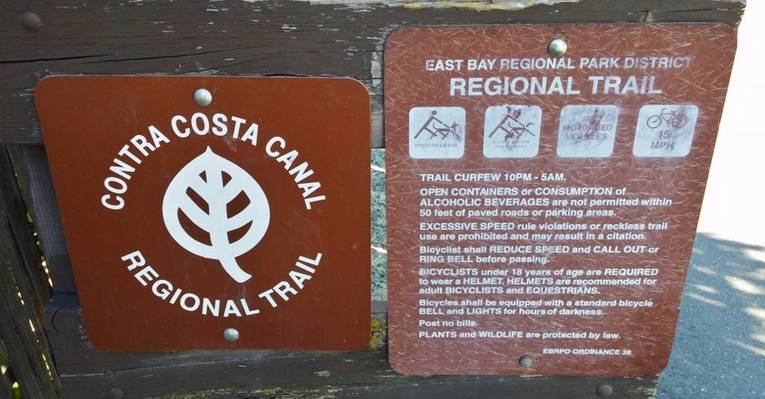 CONTRA COSTA CANAL
REGIONAL TRAIL
EAST BAY REGIONAL PARK DISTRICT
REGIONAL TRAIL
MOTORIZED
VEHICLES
15
MPH
TRAIL CURFEW 10PM - 5AM.
OPEN CONTAINERS or CONSUMPTION of
ALCOHOLIC BEVERAGES are not permitted within
50 feet of paved roads or parking areas.
EXCESSIVE SPEED rule violations or reckless trail
use are prohibited and may result in a citation.
Bicyclist shall REDUCE SPEED and CALL OUT or
RING BELL before passing.
BICYCLISTS under 18 years of age are REQUIRED
to wear a HELMET. HELMETS are recommended for
adult BICYCLISTS and EQUESTRIANS.
Bicycles shall be equipped with a standard bicycle
BELL and LIGHTS for hours of darkness.
Post no bills.
PLANTS and WILDLIFE are protected by law.
EBRPD ORDINANCE 38